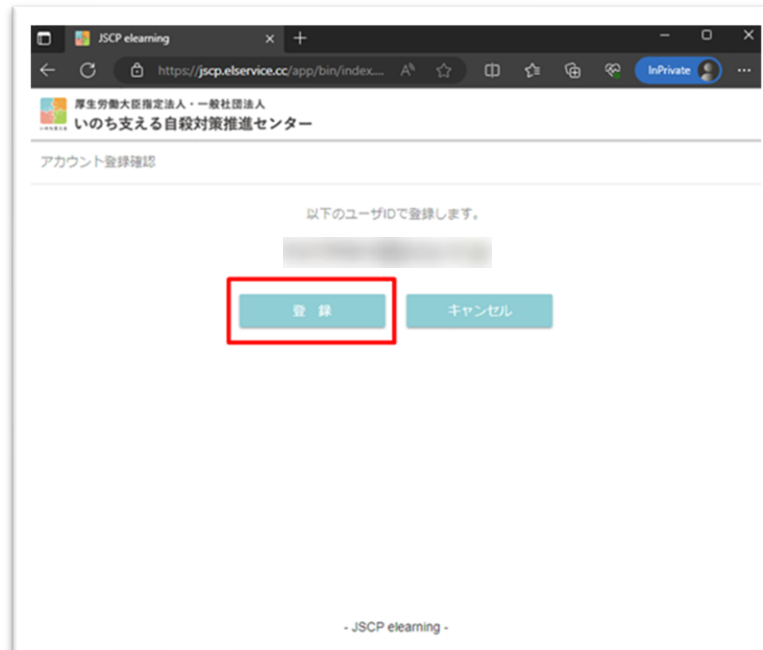 JSCP elearning
https://jscp.elservice.cc/app/bin/index....
InPrivate
厚生労働大臣指定法人・一般社団法人
いのち支える自殺対策推進センター
アカウント登録確認
以下のユーザIDで登録します。
登 録
キャンセル
- JSCP elearning -